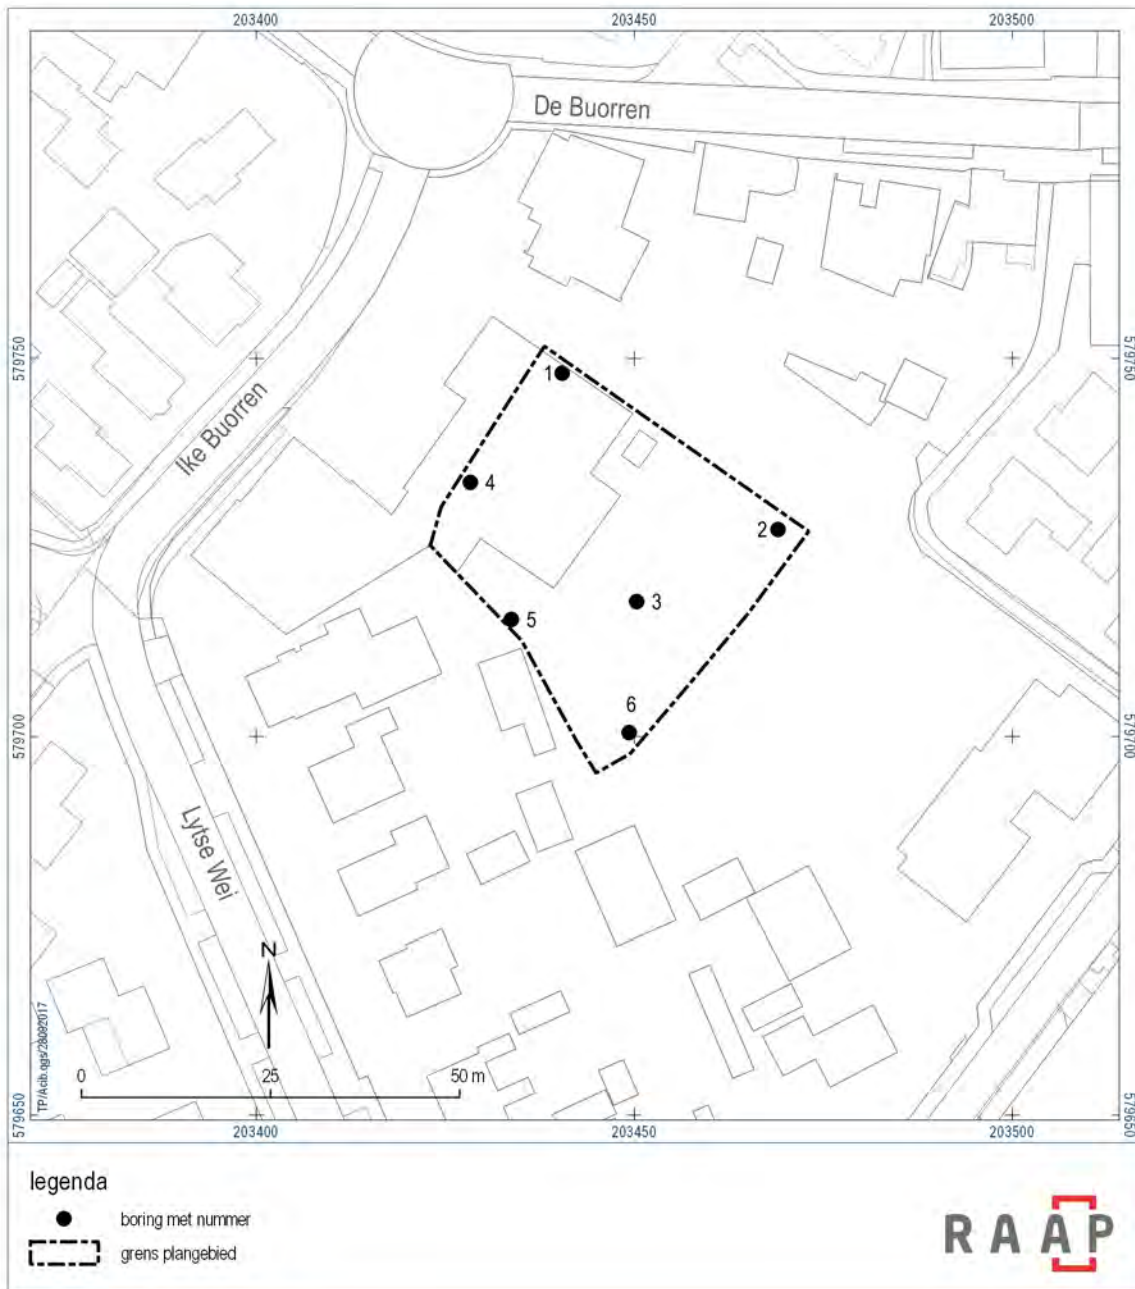 203400
203450
203500
De Buorren
579750
579750
Ike Buorren
1
4
2
3
5
6
579700
579700
Lytse Wei
N
TP/Acib.qgs/28092017
0
25
50 m
579650
579650
203400
203450
203500
legenda
boring met nummer
grens plangebied
RAAP